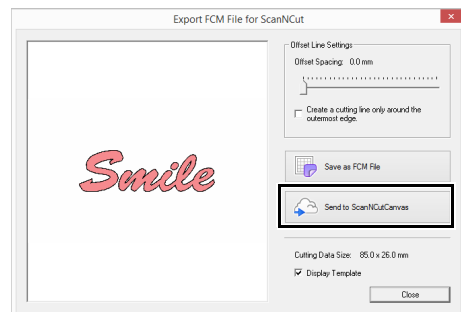 Export FCM File for ScanNCut
Smile
Offset Line Settings
Offset Spacing: 0.0 mm
Create a cutting line only around the
outermost edge.
Save as FCM File
Send to ScanNCutCanvas
Cutting Data Size: 85.0 x 26.0 mm
Display Template
Close